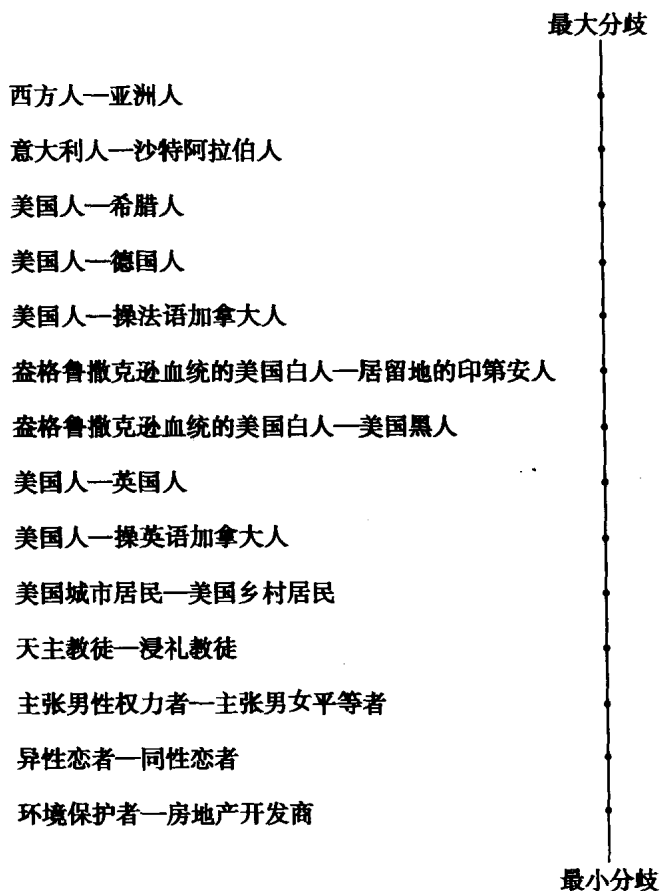 最大分歧
西方人—亚洲人
意大利人—沙特阿拉伯人
美国人—希腊人
美国人—德国人
美国人—操法语加拿大人
盎格鲁撒克逊血统的美国白人—居留地的印第安人
盎格鲁撒克逊血统的美国白人—美国黑人
美国人—英国人
美国人—操英语加拿大人
美国城市居民—美国乡村居民
天主教徒—浸礼教徒
主张男性权力者—主张男女平等者
异性恋者—同性恋者
环境保护者—房地产开发商
最小分歧